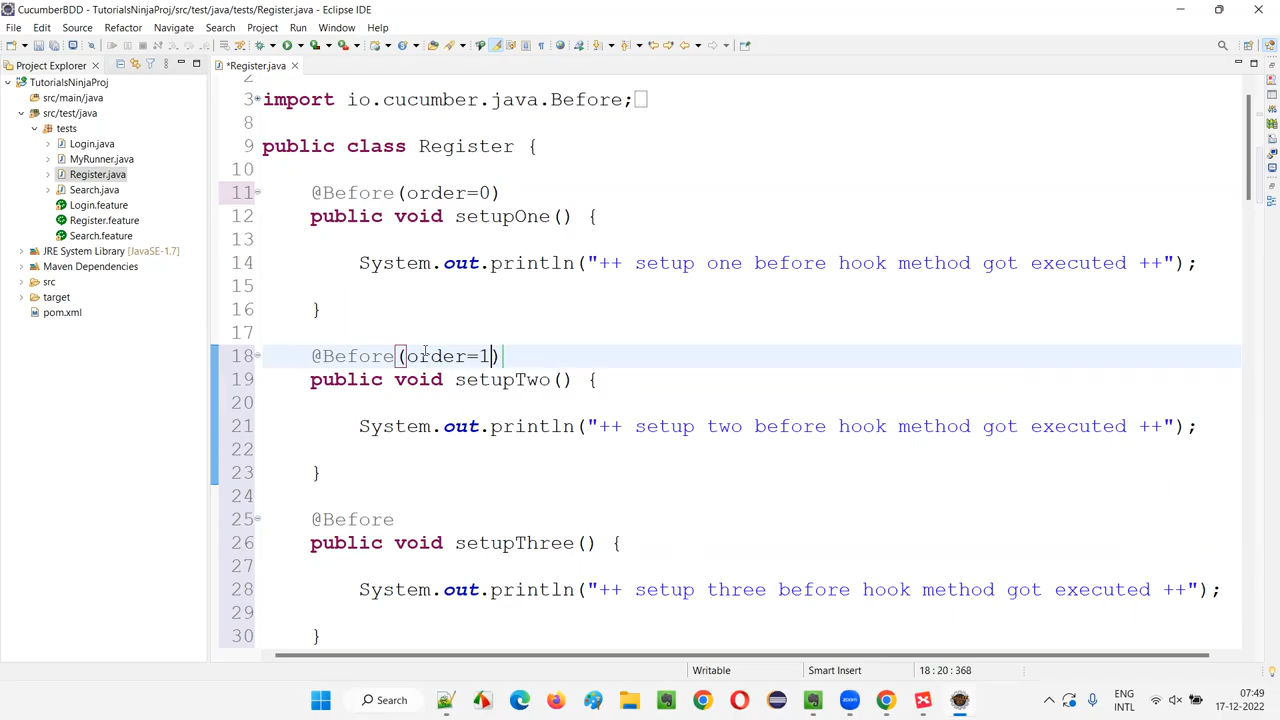 CucumberBDD - TutorialsNinjaProj/src/test/java/tests/Register.java - Eclipse IDE
File Edit Source Refactor Navigate Search Project Run Window Help
Project Explorer
*Register.java
TutorialsNinjaProj
src/main/java
src/test/java
tests
Login.java
MyRunner.java
Register.java
Search.java
Login.feature
Register.feature
Search.feature
JRE System Library [JavaSE-1.7]
Maven Dependencies
src
target
pom.xml
2
3 import io.cucumber.java.Before;
8
9 public class Register {
10
11 @Before(order=0)
12 public void setupOne() {
13
14 System.out.println("++ setup one before hook method got executed ++");
15
16 }
17
18 @Before(order=1)
19 public void setupTwo() {
20
21 System.out.println("++ setup two before hook method got executed ++");
22
23 }
24
25 @Before
26 public void setupThree() {
27
28 System.out.println("++ setup three before hook method got executed ++");
29
30 }
Writable Smart Insert 18 : 20 : 368
Search
zoom
ENG
INTL
07:49
17-12-2022